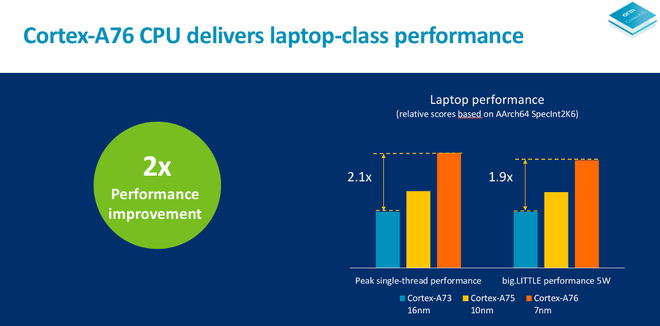 Cortex-A76 CPU delivers laptop-class performance
arm
2x
Performance
improvement
Laptop performance
(relative scores based on AArch64 SpecInt2K6)
2.1x
1.9x
Peak single-thread performance
big.LITTLE performance 5W
Cortex-A73
16nm
Cortex-A75
10nm
Cortex-A76
7nm